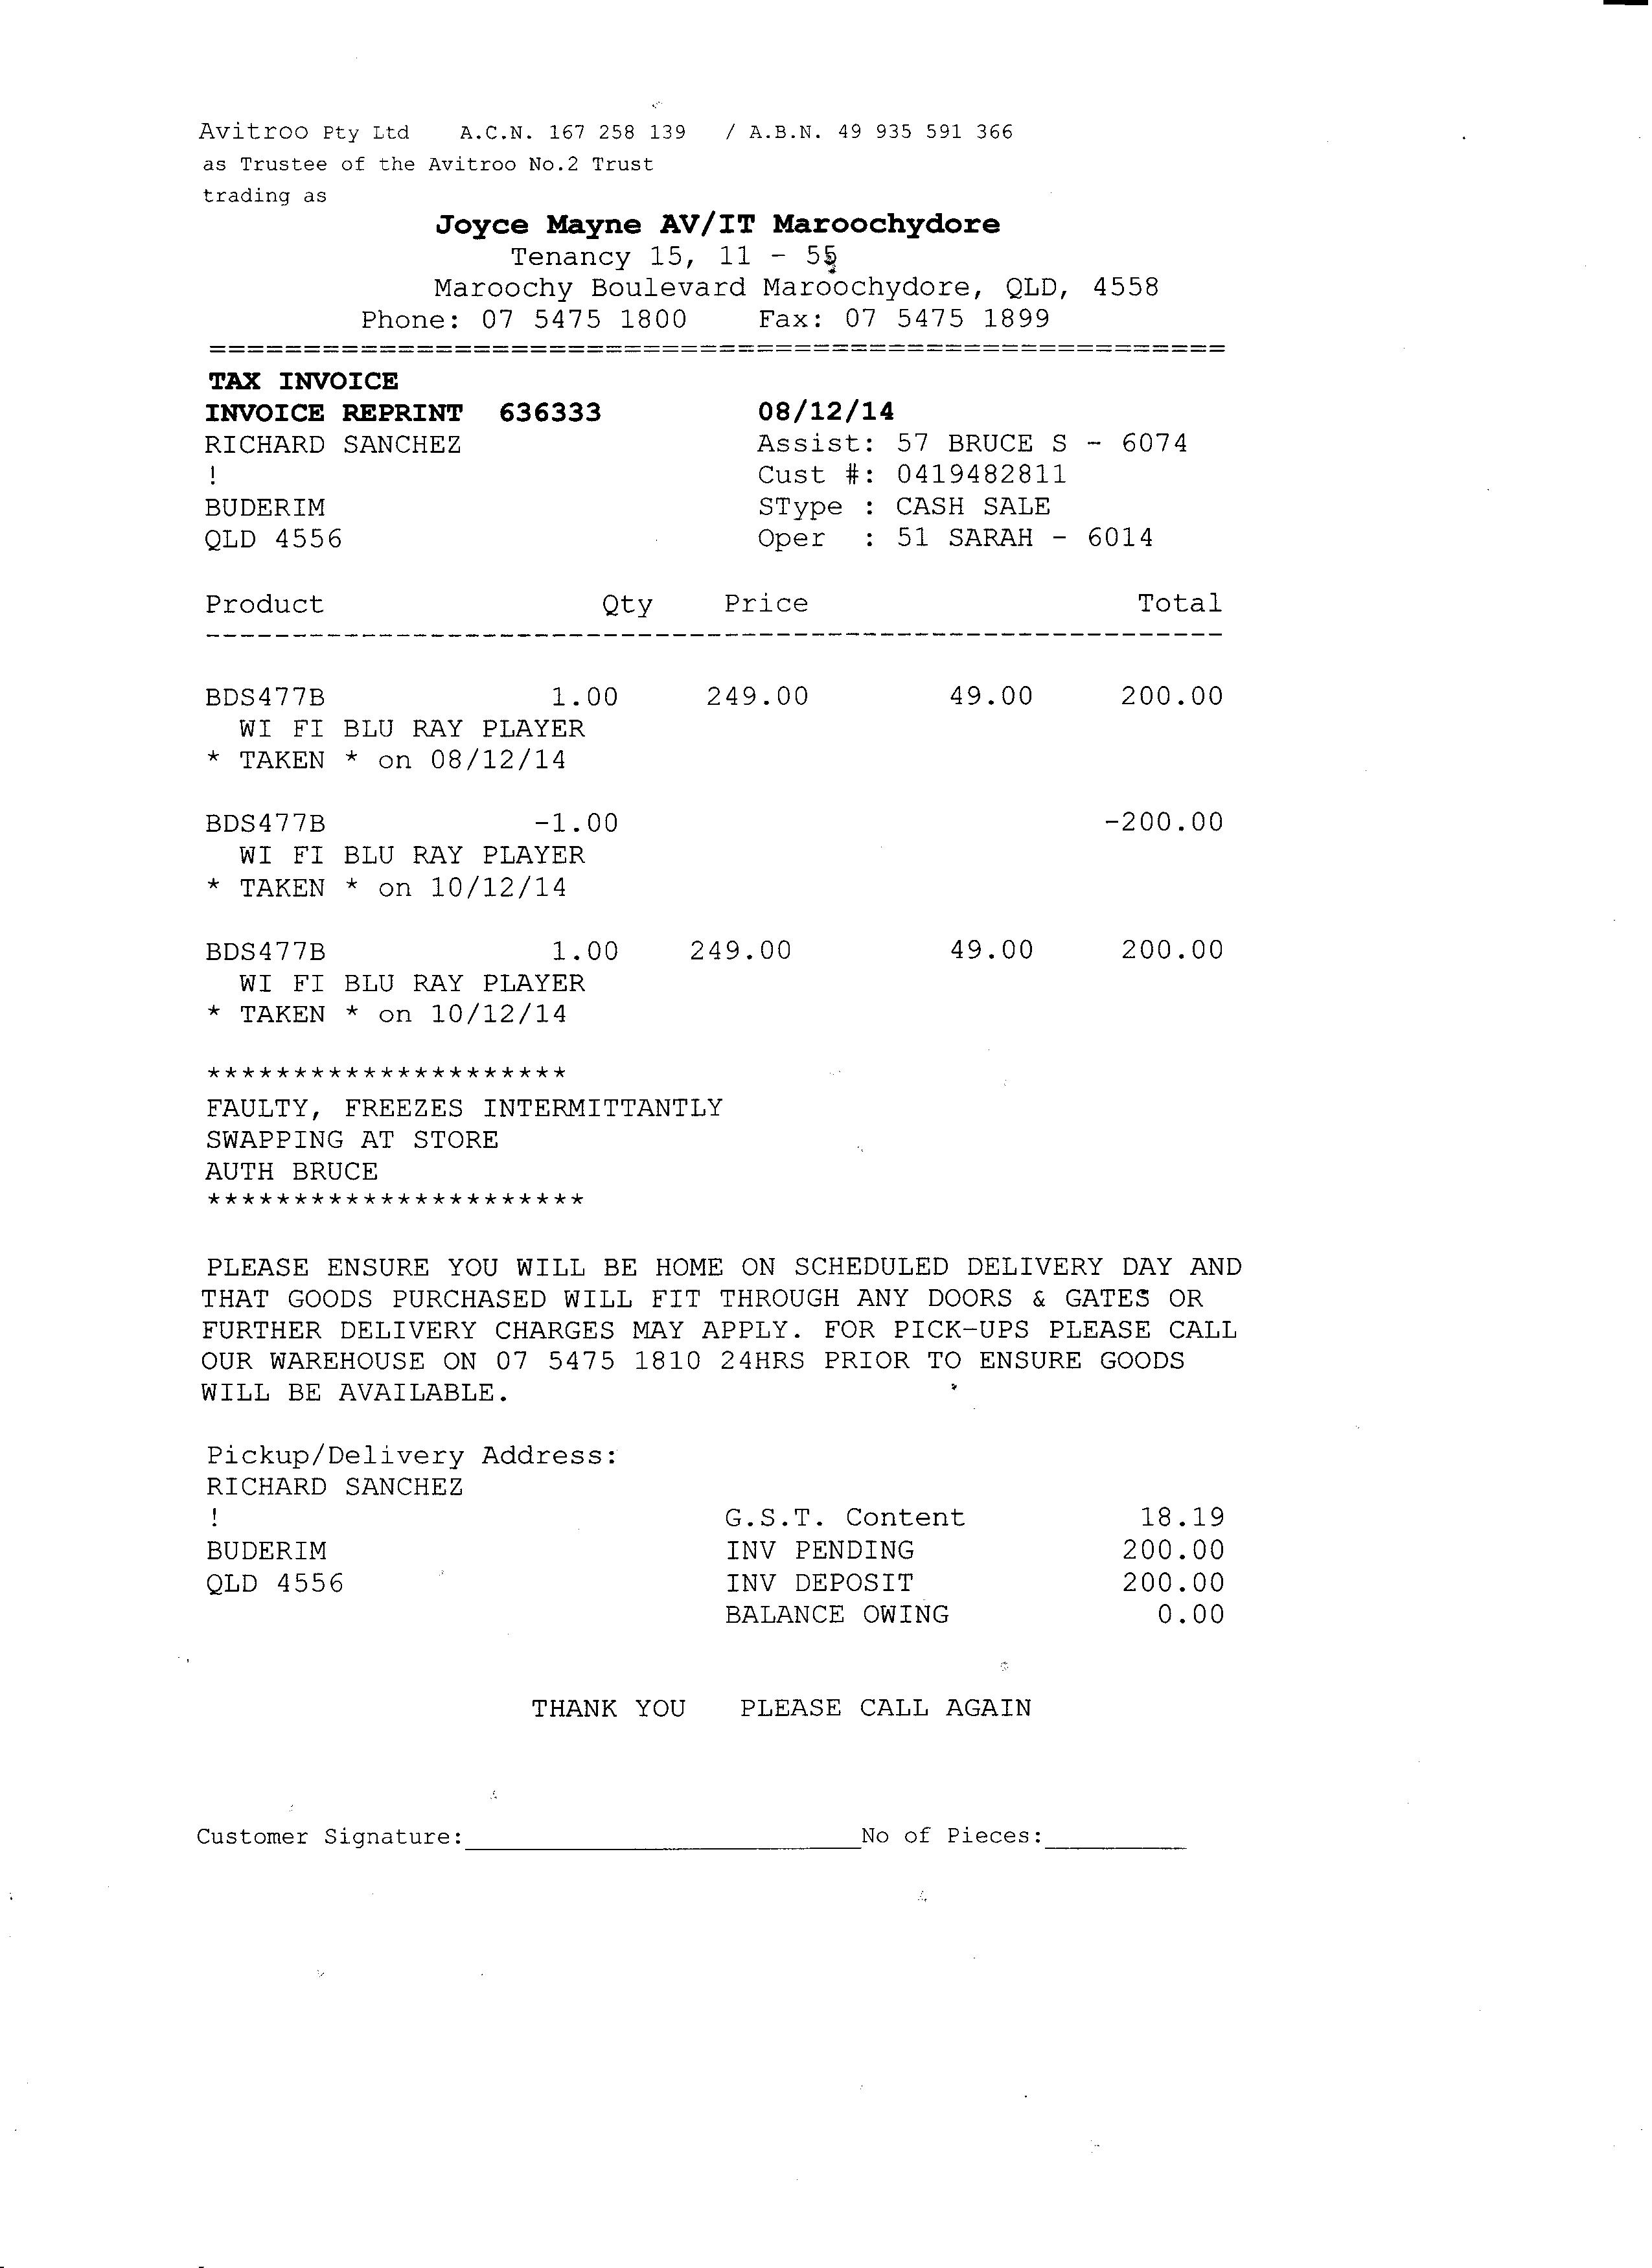 Avitroo Pty Ltd A.C.N. 167 258 139 / A.B.N. 49 935 591 366
as Trustee of the Avitroo No.2 Trust
trading as
Joyce Mayne AV/IT Maroochydore
Tenancy 15, 11 - 55
Maroochy Boulevard Maroochydore, QLD, 4558
Phone: 07 5475 1800 Fax: 07 5475 1899
==========================================================
TAX INVOICE
INVOICE REPRINT 636333 08/12/14
RICHARD SANCHEZ Assist: 57 BRUCE S - 6074
! Cust #: 0419482811
BUDERIM SType : CASH SALE
QLD 4556 Oper : 51 SARAH - 6014
Product Qty Price Total
-----------------------------------------------------------
BDS477B 1.00 249.00 49.00 200.00
WI FI BLU RAY PLAYER
* TAKEN * on 08/12/14
BDS477B -1.00 -200.00
WI FI BLU RAY PLAYER
* TAKEN * on 10/12/14
BDS477B 1.00 249.00 49.00 200.00
WI FI BLU RAY PLAYER
* TAKEN * on 10/12/14
*********************
FAULTY, FREEZES INTERMITTANTLY
SWAPPING AT STORE
AUTH BRUCE
**********************
PLEASE ENSURE YOU WILL BE HOME ON SCHEDULED DELIVERY DAY AND
THAT GOODS PURCHASED WILL FIT THROUGH ANY DOORS & GATES OR
FURTHER DELIVERY CHARGES MAY APPLY. FOR PICK-UPS PLEASE CALL
OUR WAREHOUSE ON 07 5475 1810 24HRS PRIOR TO ENSURE GOODS
WILL BE AVAILABLE.
Pickup/Delivery Address:
RICHARD SANCHEZ
! G.S.T. Content 18.19
BUDERIM INV PENDING 200.00
QLD 4556 INV DEPOSIT 200.00
BALANCE OWING 0.00
THANK YOU PLEASE CALL AGAIN
Customer Signature:_______________________No of Pieces:________